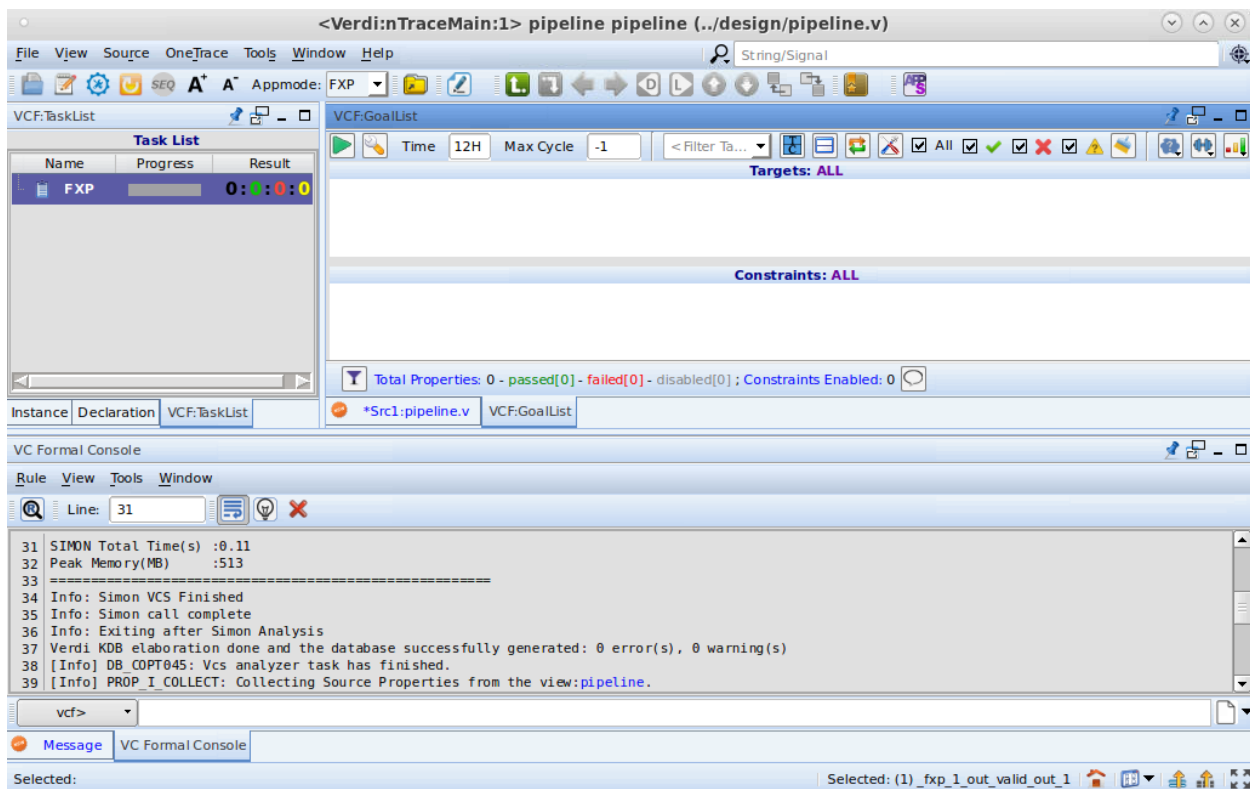 <Verdi:nTraceMain:1> pipeline pipeline (../design/pipeline.v)
File View Source OneTrace Tools Window Help
String/Signal
SEQ A+ A- Appmode: FXP
APPS
VCF:TaskList
VCF:GoalList
Task List
Time 12H Max Cycle -1 <Filter Ta... All
Name Progress Result
Targets: ALL
FXP 0:0:0:0
Constraints: ALL
Total Properties: 0 - passed[0] - failed[0] - disabled[0] ; Constraints Enabled: 0
Instance Declaration VCF:TaskList
*Src1:pipeline.v VCF:GoalList
VC Formal Console
Rule View Tools Window
Line: 31
31 SIMON Total Time(s) :0.11
32 Peak Memory(MB) :513
33 ======================================================
34 Info: Simon VCS Finished
35 Info: Simon call complete
36 Info: Exiting after Simon Analysis
37 Verdi KDB elaboration done and the database successfully generated: 0 error(s), 0 warning(s)
38 [Info] DB_COPT045: Vcs analyzer task has finished.
39 [Info] PROP_I_COLLECT: Collecting Source Properties from the view:pipeline.
vcf>
Message VC Formal Console
Selected:
Selected: (1) _fxp_1_out_valid_out_1